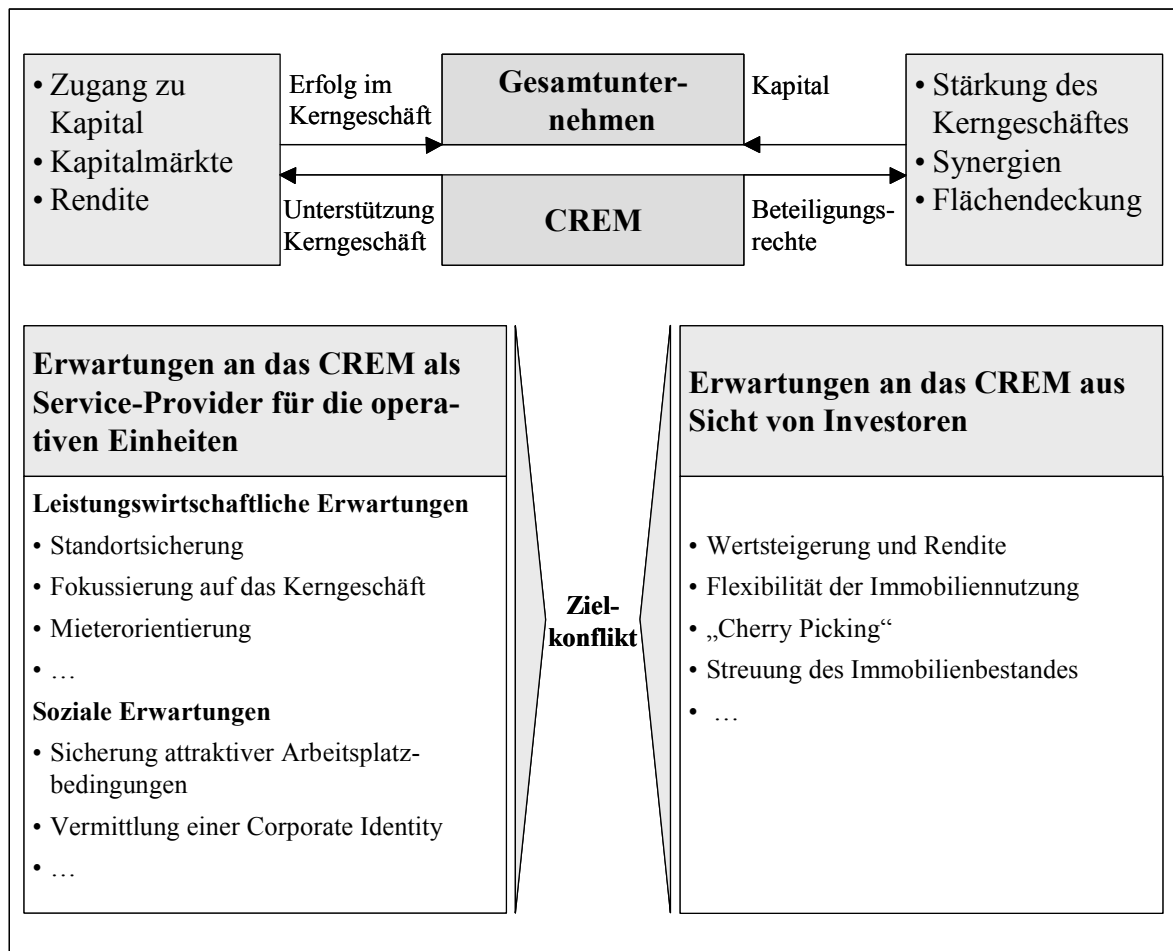 • Zugang zu
Kapital
• Kapitalmärkte
• Rendite
Erfolg im
Kerngeschäft
Unterstützung
Kerngeschäft
Gesamtunter-
nehmen
CREM
Kapital
Beteiligungs-
rechte
• Stärkung des
Kerngeschäftes
• Synergien
• Flächendeckung
Erwartungen an das CREM als
Service-Provider für die opera-
tiven Einheiten
Leistungswirtschaftliche Erwartungen
• Standortsicherung
• Fokussierung auf das Kerngeschäft
• Mieterorientierung
• …
Soziale Erwartungen
• Sicherung attraktiver Arbeitsplatz-
bedingungen
• Vermittlung einer Corporate Identity
• …
Ziel-
konflikt
Erwartungen an das CREM aus
Sicht von Investoren
• Wertsteigerung und Rendite
• Flexibilität der Immobiliennutzung
• „Cherry Picking“
• Streuung des Immobilienbestandes
• …